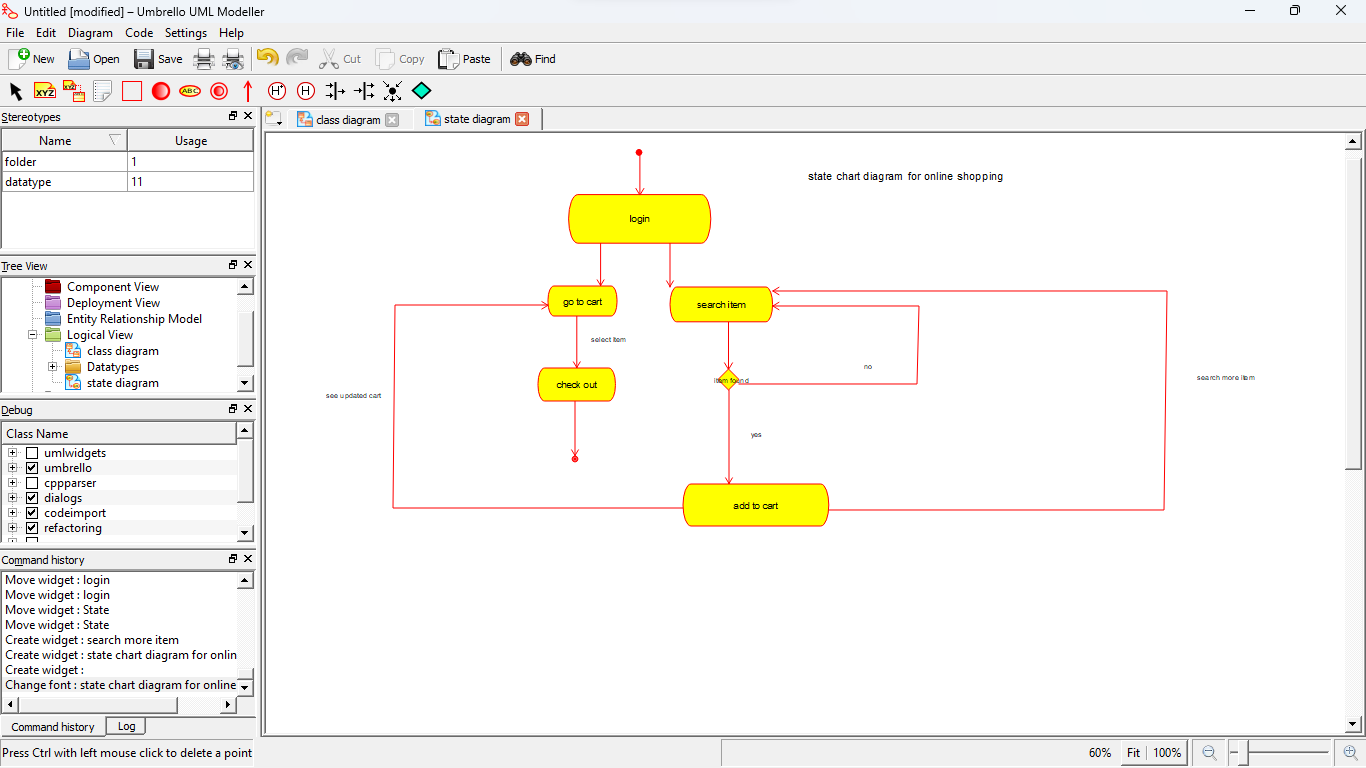 Untitled [modified] – Umbrello UML Modeller
File Edit Diagram Code Settings Help
New Open Save Cut Copy Paste Find
XYZ XYZ ABC H+ H
Stereotypes
class diagram state diagram
Name Usage
folder 1
datatype 11
Tree View
Component View
Deployment View
Entity Relationship Model
Logical View
class diagram
Datatypes
state diagram
Debug
Class Name
umlwidgets
umbrello
cppparser
dialogs
codeimport
refactoring
Command history
Move widget : login
Move widget : login
Move widget : State
Move widget : State
Create widget : search more item
Create widget : state chart diagram for onlin
Create widget :
Change font : state chart diagram for online
Command history Log
Press Ctrl with left mouse click to delete a point
state chart diagram for online shopping
login
go to cart
search item
select item
no
check out
item found
search more item
see updated cart
yes
add to cart
60% Fit 100%